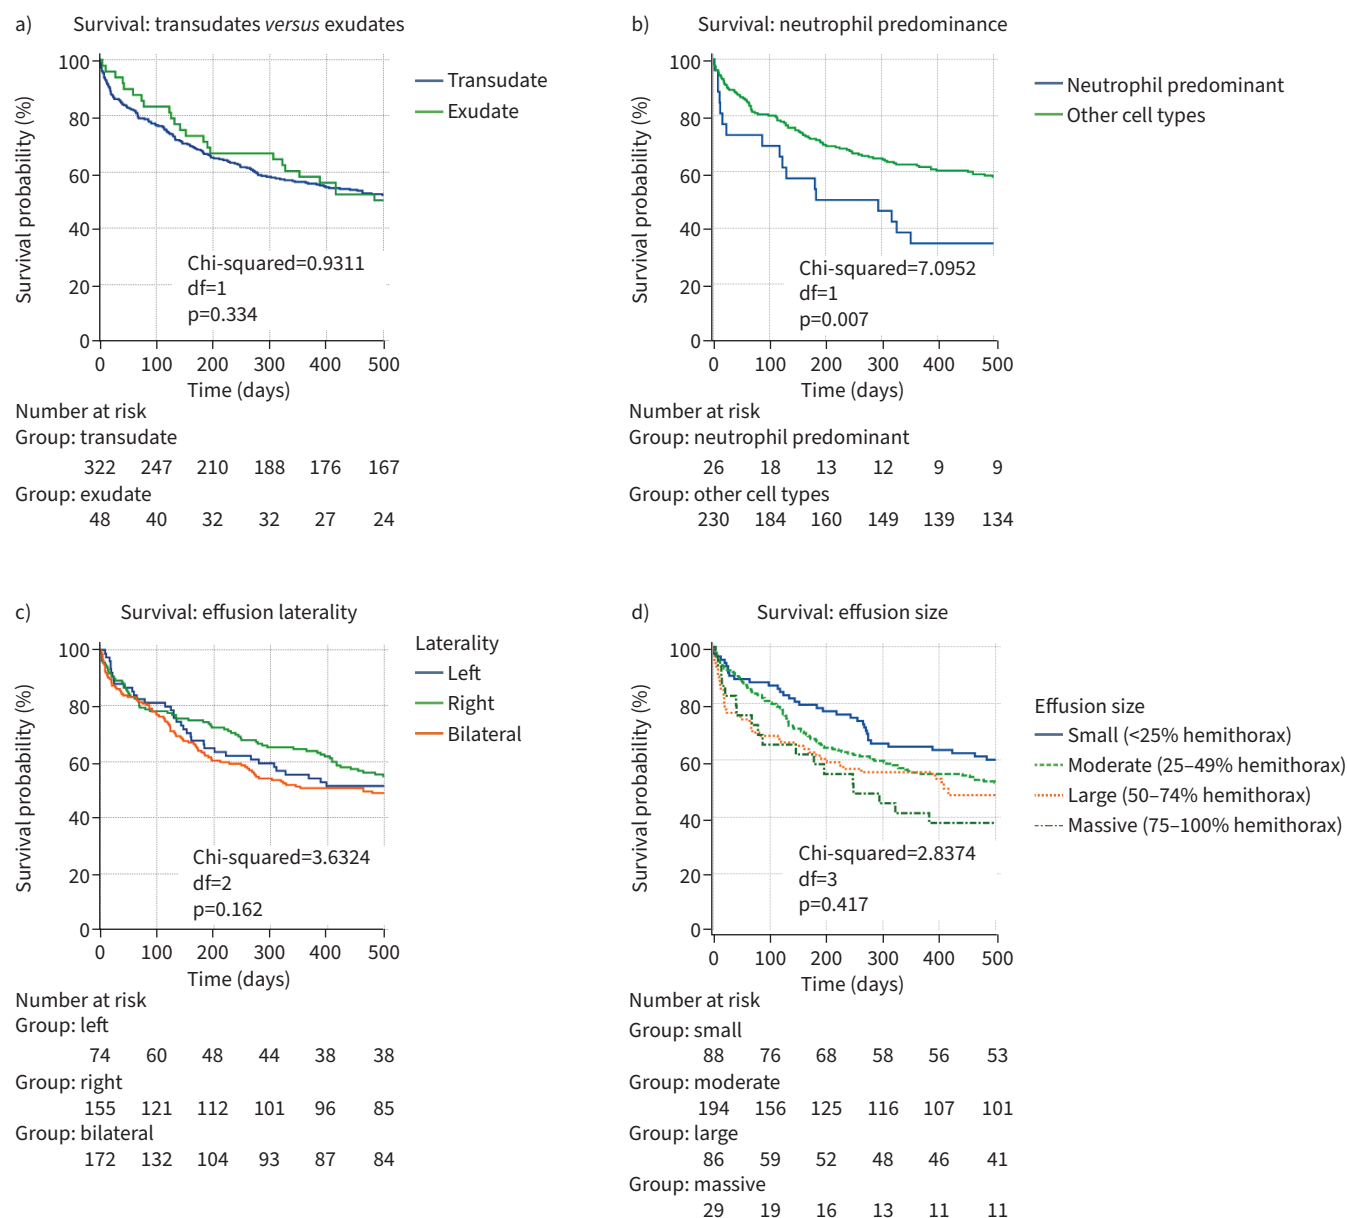 a) Survival: transudates versus exudates
100
80
60
40
20
0
Survival probability (%)
Transudate
Exudate
Chi-squared=0.9311
df=1
p=0.334
0 100 200 300 400 500
Time (days)
Number at risk
Group: transudate
322 247 210 188 176 167
Group: exudate
48 40 32 32 27 24
b) Survival: neutrophil predominance
100
80
60
40
20
0
Survival probability (%)
Neutrophil predominant
Other cell types
Chi-squared=7.0952
df=1
p=0.007
0 100 200 300 400 500
Time (days)
Number at risk
Group: neutrophil predominant
26 18 13 12 9 9
Group: other cell types
230 184 160 149 139 134
c) Survival: effusion laterality
100
80
60
40
20
0
Survival probability (%)
Laterality
Left
Right
Bilateral
Chi-squared=3.6324
df=2
p=0.162
0 100 200 300 400 500
Time (days)
Number at risk
Group: left
74 60 48 44 38 38
Group: right
155 121 112 101 96 85
Group: bilateral
172 132 104 93 87 84
d) Survival: effusion size
100
80
60
40
20
0
Survival probability (%)
Effusion size
Small (<25% hemithorax)
Moderate (25–49% hemithorax)
Large (50–74% hemithorax)
Massive (75–100% hemithorax)
Chi-squared=2.8374
df=3
p=0.417
0 100 200 300 400 500
Time (days)
Number at risk
Group: small
88 76 68 58 56 53
Group: moderate
194 156 125 116 107 101
Group: large
86 59 52 48 46 41
Group: massive
29 19 16 13 11 11